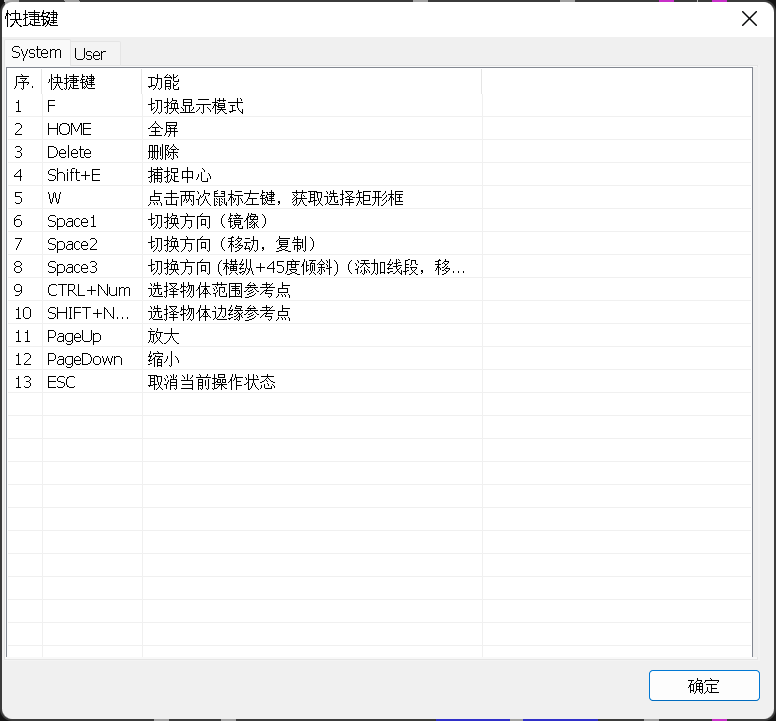 快捷键
System User
序. 快捷键 功能
1 F 切换显示模式
2 HOME 全屏
3 Delete 删除
4 Shift+E 捕捉中心
5 W 点击两次鼠标左键，获取选择矩形框
6 Space1 切换方向（镜像）
7 Space2 切换方向（移动，复制）
8 Space3 切换方向 (横纵+45度倾斜)（添加线段，移...
9 CTRL+Num 选择物体范围参考点
10 SHIFT+N... 选择物体边缘参考点
11 PageUp 放大
12 PageDown 缩小
13 ESC 取消当前操作状态
确定